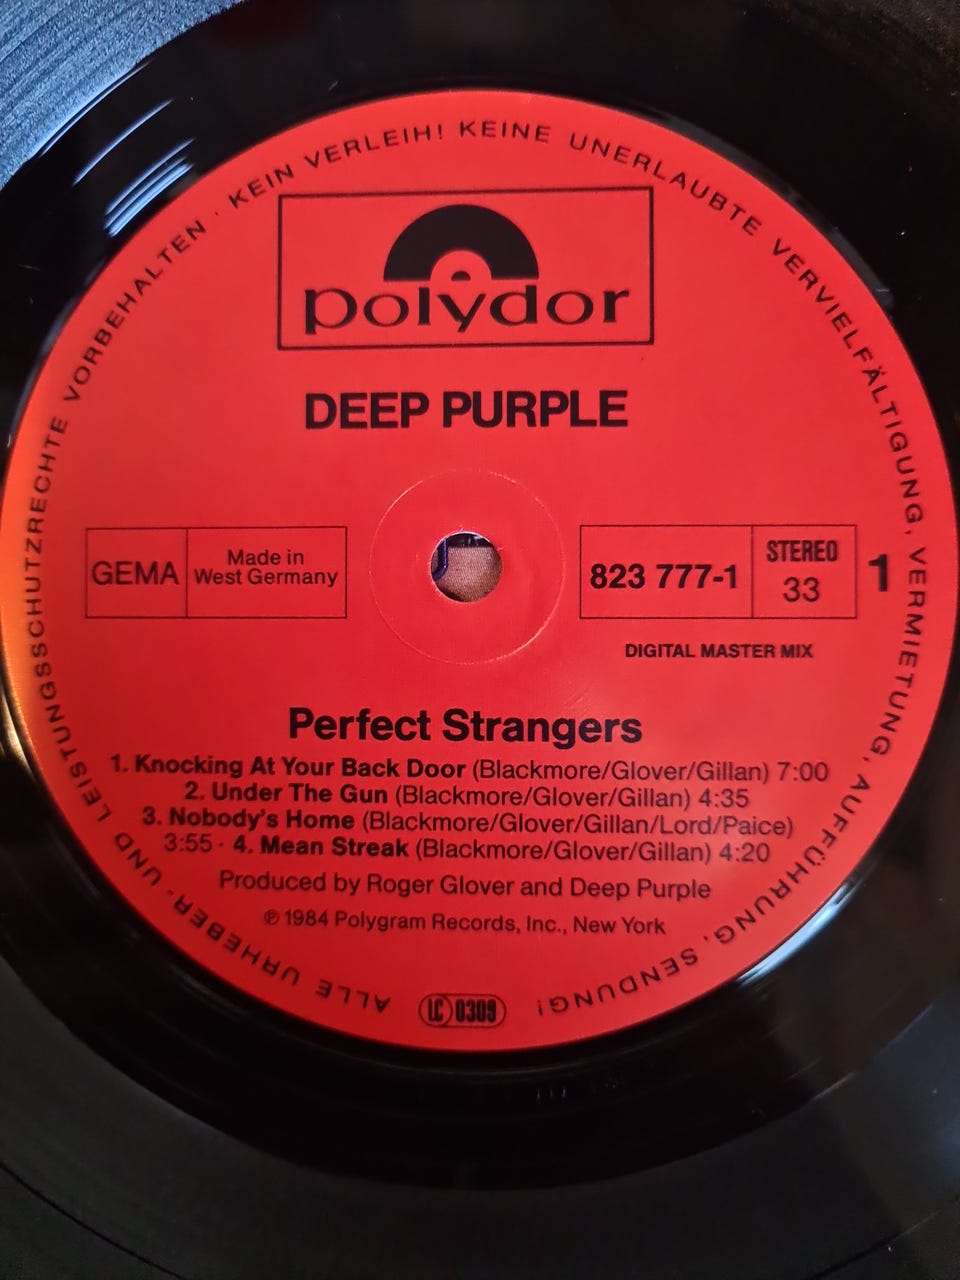 ALLE URHEBER- UND LEISTUNGSSCHUTZRECHTE VORBEHALTEN · KEIN VERLEIH! KEINE UNERLAUBTE VERVIELFÄLTIGUNG, VERMIETUNG, AUFFÜHRUNG, SENDUNG!
polydor
DEEP PURPLE
GEMA
Made in
West Germany
823 777-1
STEREO
33
1
DIGITAL MASTER MIX
Perfect Strangers
1. Knocking At Your Back Door (Blackmore/Glover/Gillan) 7:00
2. Under The Gun (Blackmore/Glover/Gillan) 4:35
3. Nobody's Home (Blackmore/Glover/Gillan/Lord/Paice)
3:55 · 4. Mean Streak (Blackmore/Glover/Gillan) 4:20
Produced by Roger Glover and Deep Purple
℗ 1984 Polygram Records, Inc., New York
LC 0309